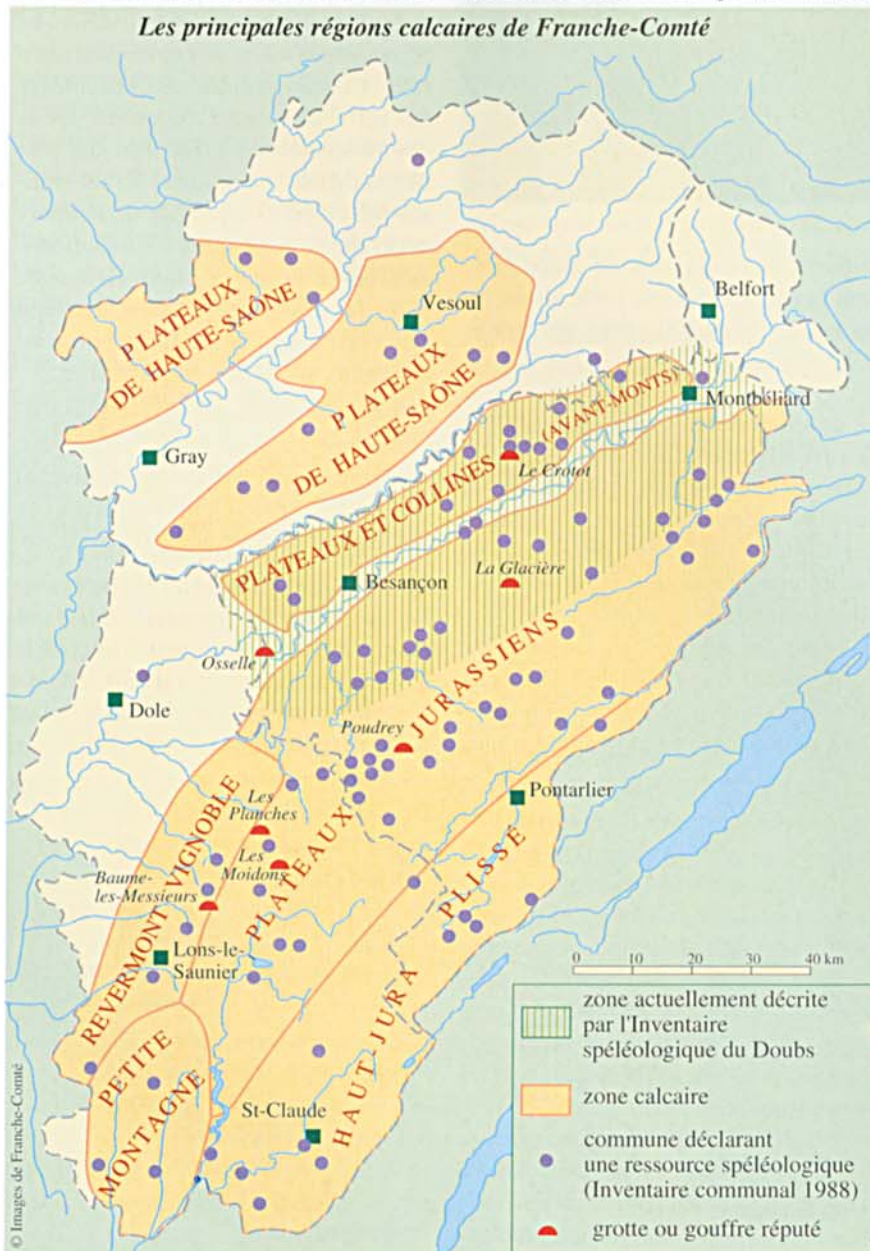 Les principales régions calcaires de Franche-Comté
PLATEAUX
DE HAUTE-SAÔNE
Vesoul
Belfort
PLATEAUX
DE HAUTE-SAÔNE
Montbéliard
(AVANT-MONTS)
Gray
Le Crotot
PLATEAUX ET COLLINES
La Glacière
Besançon
Osselle
JURASSIENS
Dole
Poudrey
Pontarlier
Les
Planches
REVERMONT VIGNOBLE
Les
Moidons
PLATEAUX
PLISSÉ
Baume-
les-Messieurs
Lons-le-
Saunier
0 10 20 30 40 km
HAUT-JURA
PETITE
MONTAGNE
St-Claude
zone actuellement décrite
par l'Inventaire
spéléologique du Doubs
zone calcaire
commune déclarant
une ressource spéléologique
(Inventaire communal 1988)
grotte ou gouffre réputé
© Images de Franche-Comté